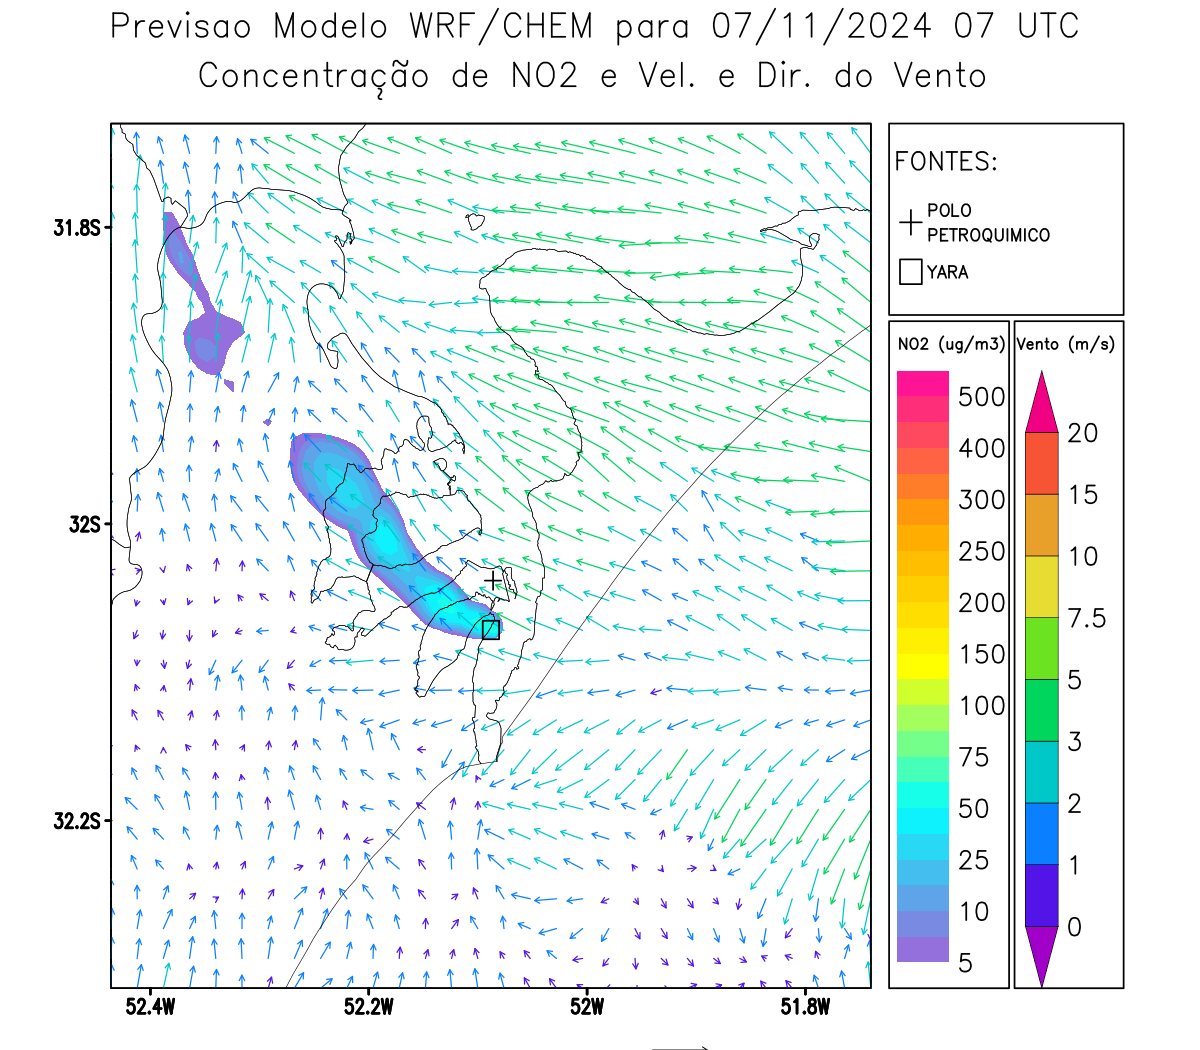 Previsao Modelo WRF/CHEM para 07/11/2024 07 UTC
Concentração de NO2 e Vel. e Dir. do Vento
FONTES:
POLO
PETROQUIMICO
YARA
NO2 (ug/m3)
500
400
300
250
200
150
100
75
50
25
10
5
Vento (m/s)
20
15
10
7.5
5
3
2
1
0
31.8S
32S
32.2S
52.4W
52.2W
52W
51.8W